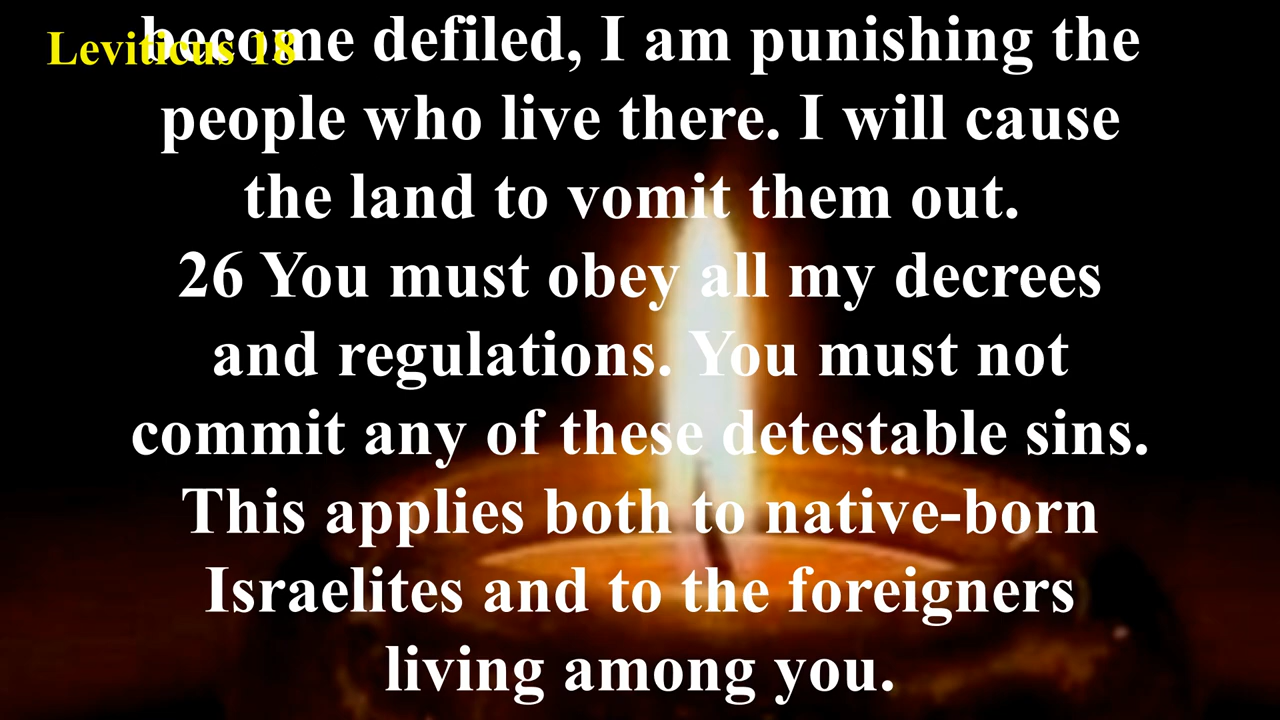 Leviticus 18
become defiled, I am punishing the
people who live there. I will cause
the land to vomit them out.
26 You must obey all my decrees
and regulations. You must not
commit any of these detestable sins.
This applies both to native-born
Israelites and to the foreigners
living among you.